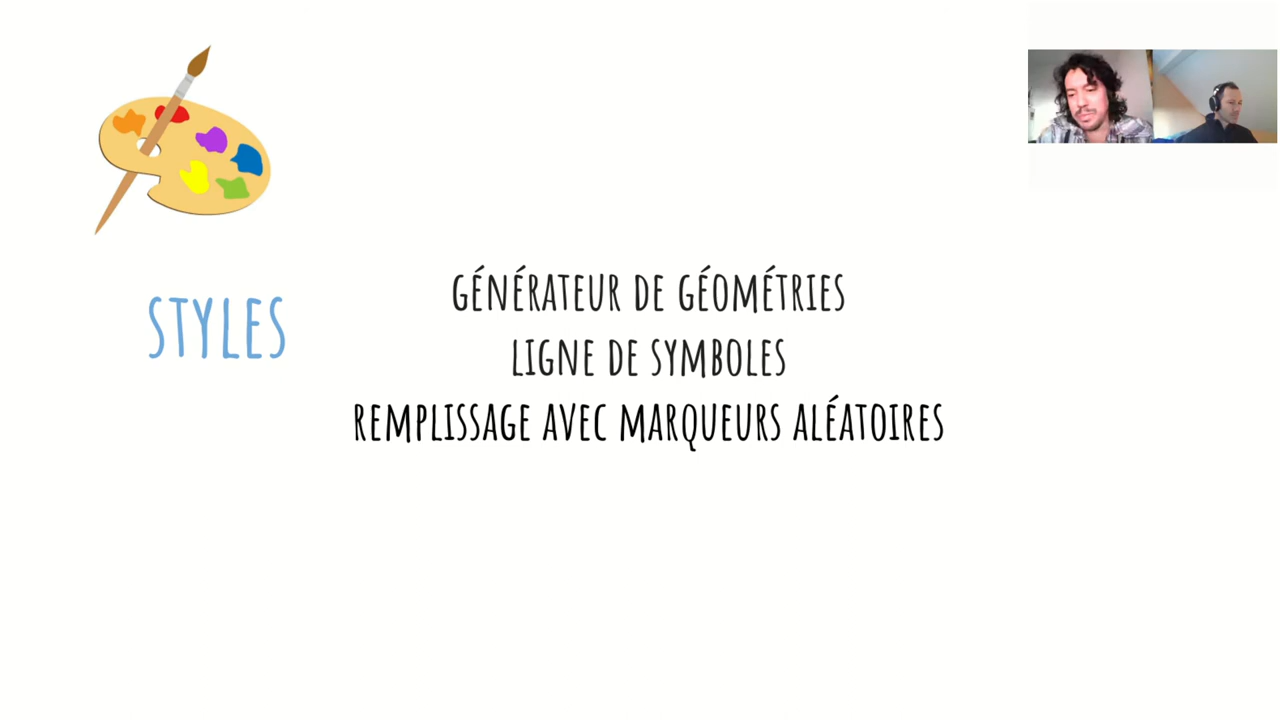 STYLES
GÉNÉRATEUR DE GÉOMÉTRIES
LIGNE DE SYMBOLES
REMPLISSAGE AVEC MARQUEURS ALÉATOIRES